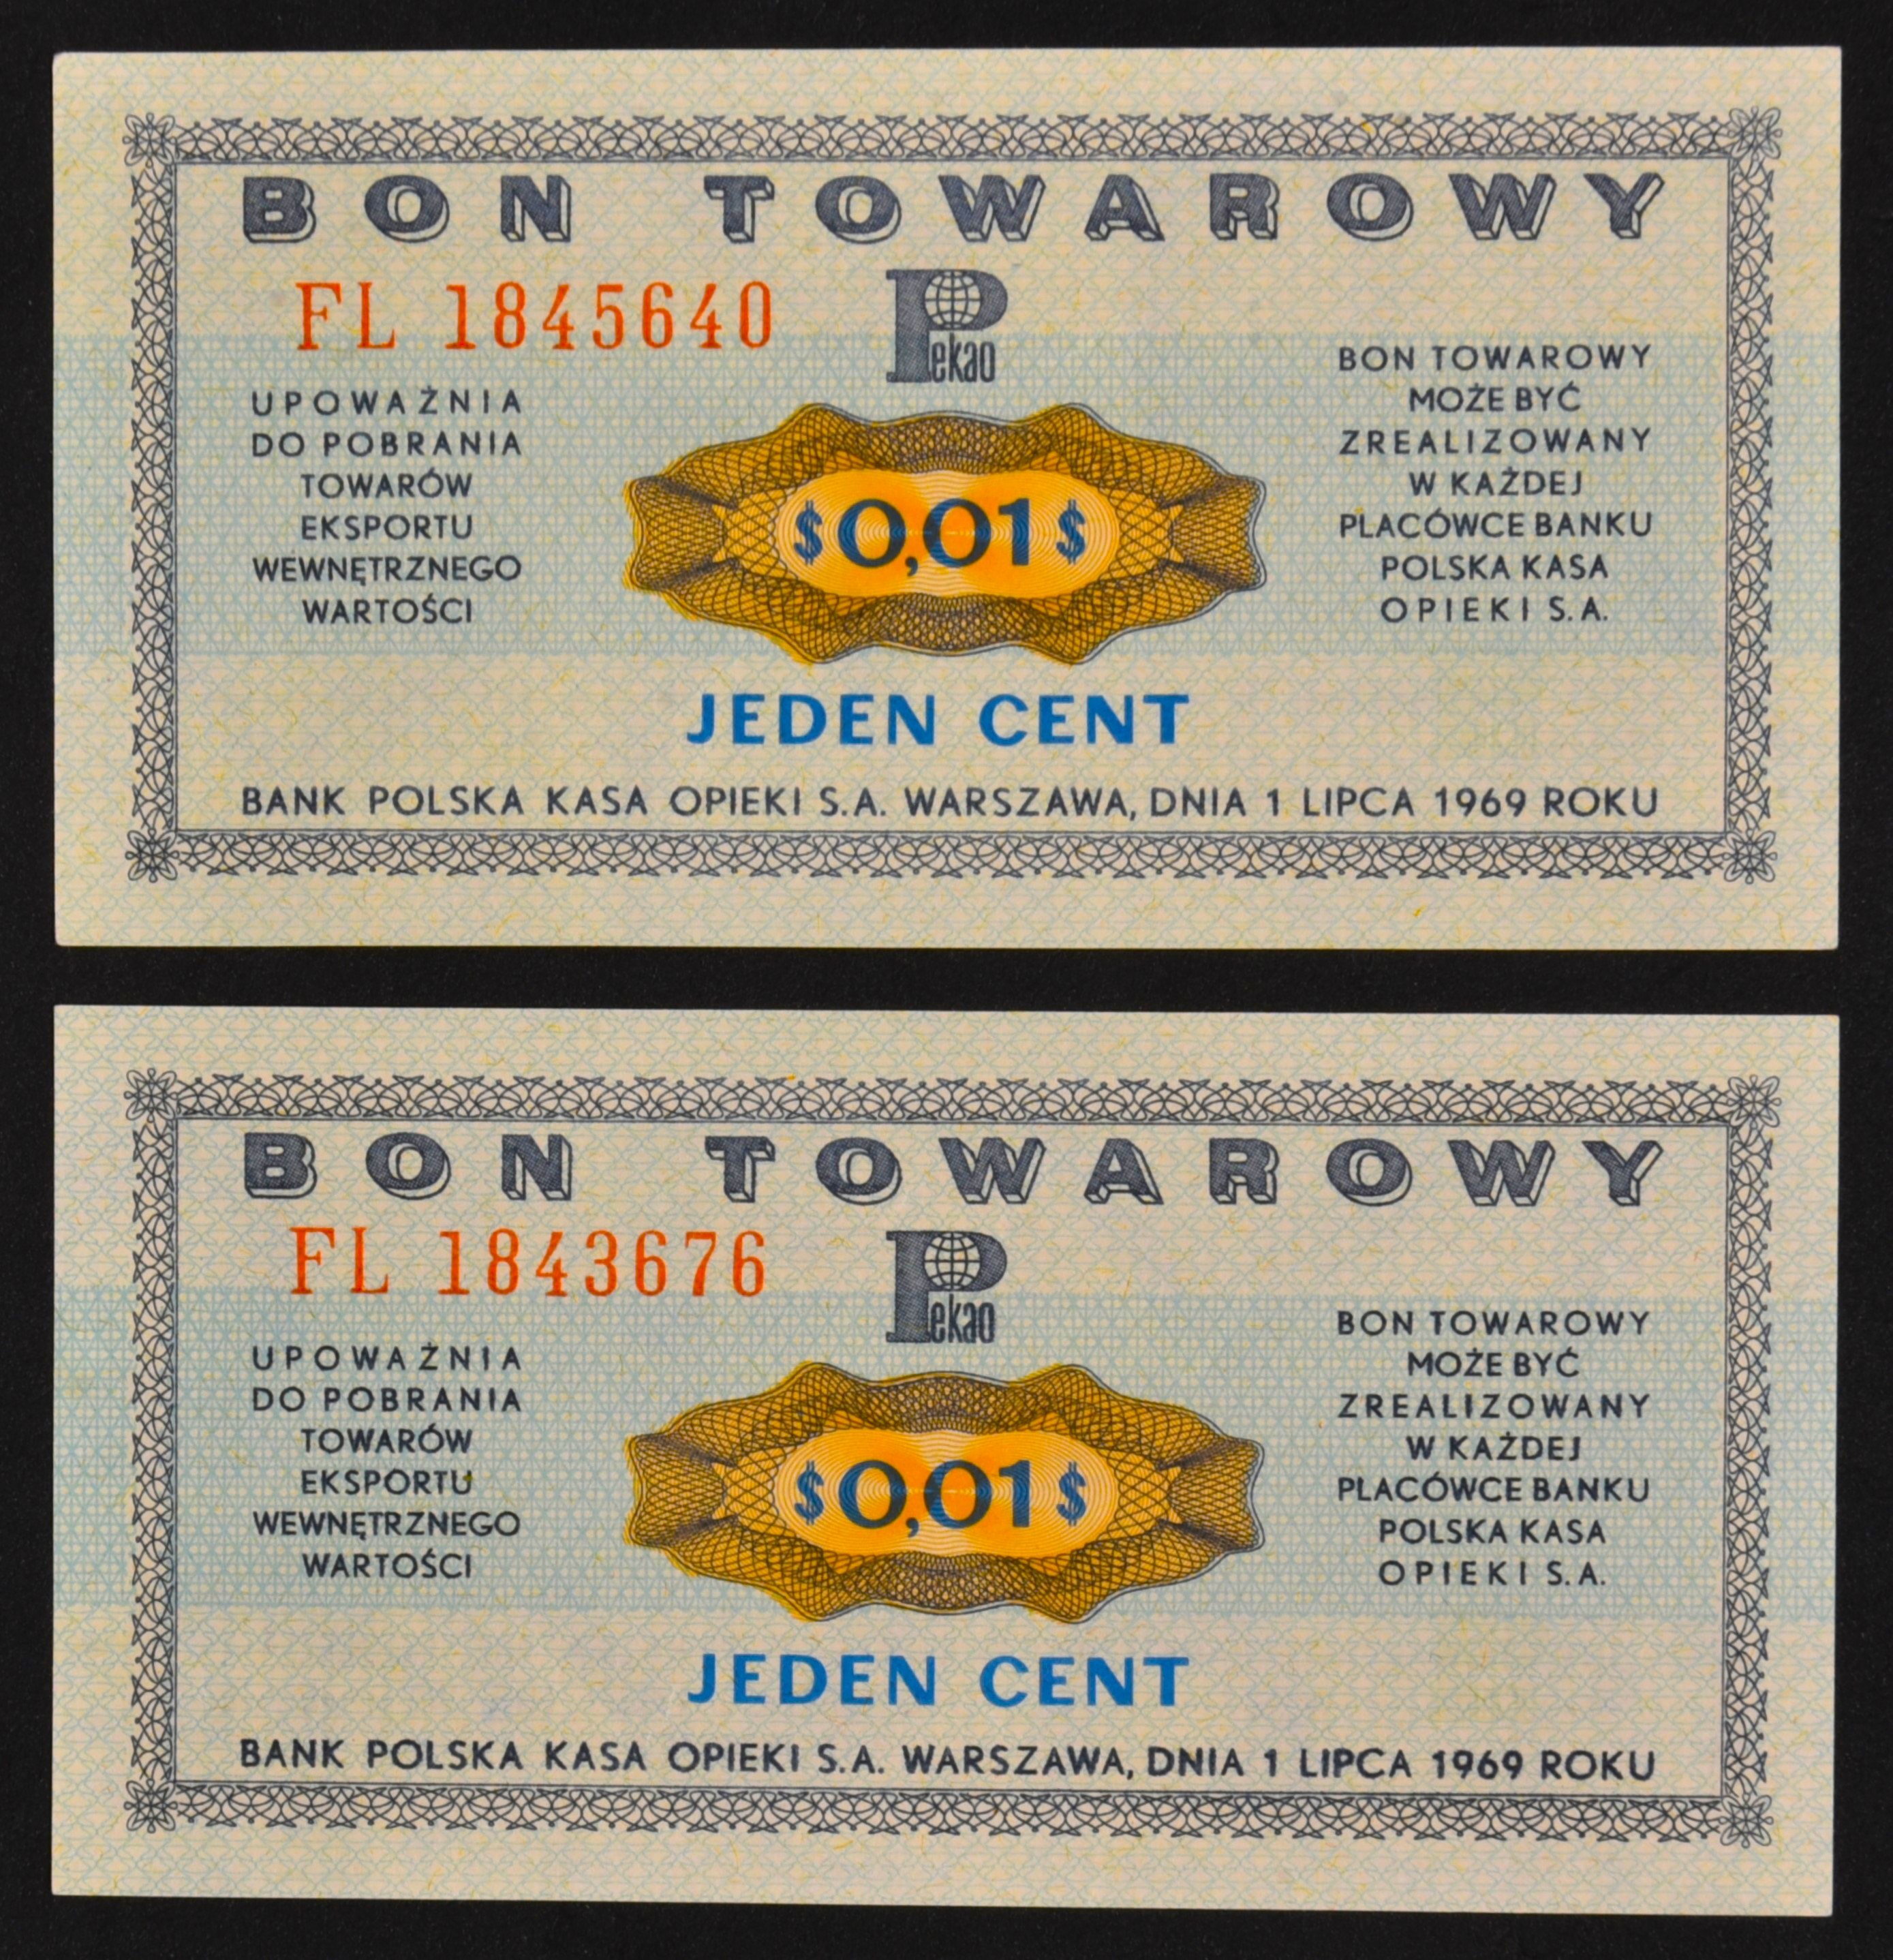 BON TOWAROWY
FL 1845640
Pekao
UPOWAŻNIA
DO POBRANIA
TOWARÓW
EKSPORTU
WEWNĘTRZNEGO
WARTOŚCI
$0,01$
BON TOWAROWY
MOŻE BYĆ
ZREALIZOWANY
W KAŻDEJ
PLACÓWCE BANKU
POLSKA KASA
OPIEKI S.A.
JEDEN CENT
BANK POLSKA KASA OPIEKI S.A. WARSZAWA, DNIA 1 LIPCA 1969 ROKU
BON TOWAROWY
FL 1843676
Pekao
UPOWAŻNIA
DO POBRANIA
TOWARÓW
EKSPORTU
WEWNĘTRZNEGO
WARTOŚCI
$0,01$
BON TOWAROWY
MOŻE BYĆ
ZREALIZOWANY
W KAŻDEJ
PLACÓWCE BANKU
POLSKA KASA
OPIEKI S.A.
JEDEN CENT
BANK POLSKA KASA OPIEKI S.A. WARSZAWA, DNIA 1 LIPCA 1969 ROKU